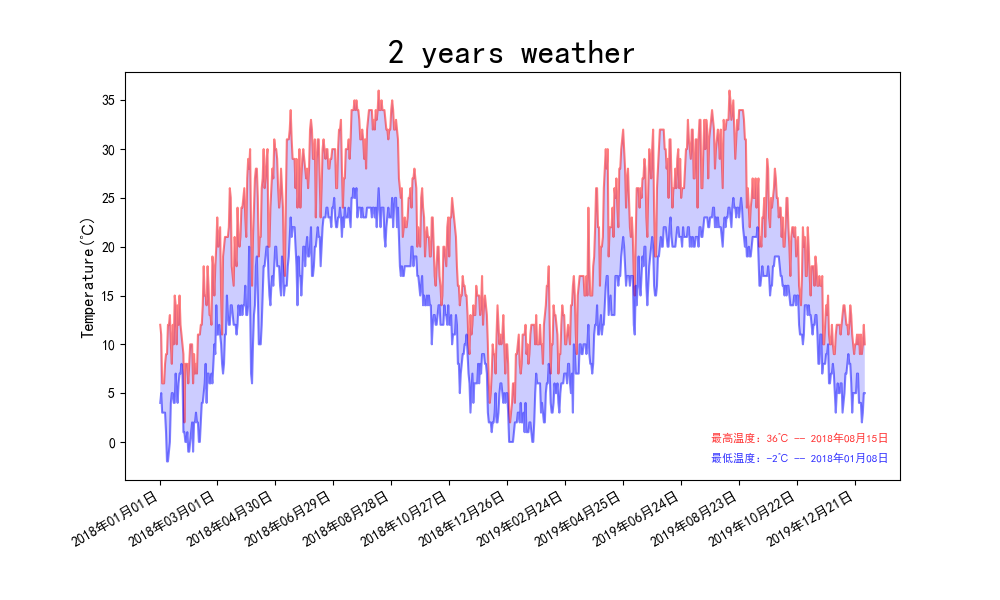 2 years weather
Temperature(℃)
35
30
25
20
15
10
5
0
最高温度: 36℃ -- 2018年08月15日
最低温度: -2℃ -- 2018年01月08日
2018年01月01日
2018年03月01日
2018年04月30日
2018年06月29日
2018年08月28日
2018年10月27日
2018年12月26日
2019年02月24日
2019年04月25日
2019年06月24日
2019年08月23日
2019年10月22日
2019年12月21日